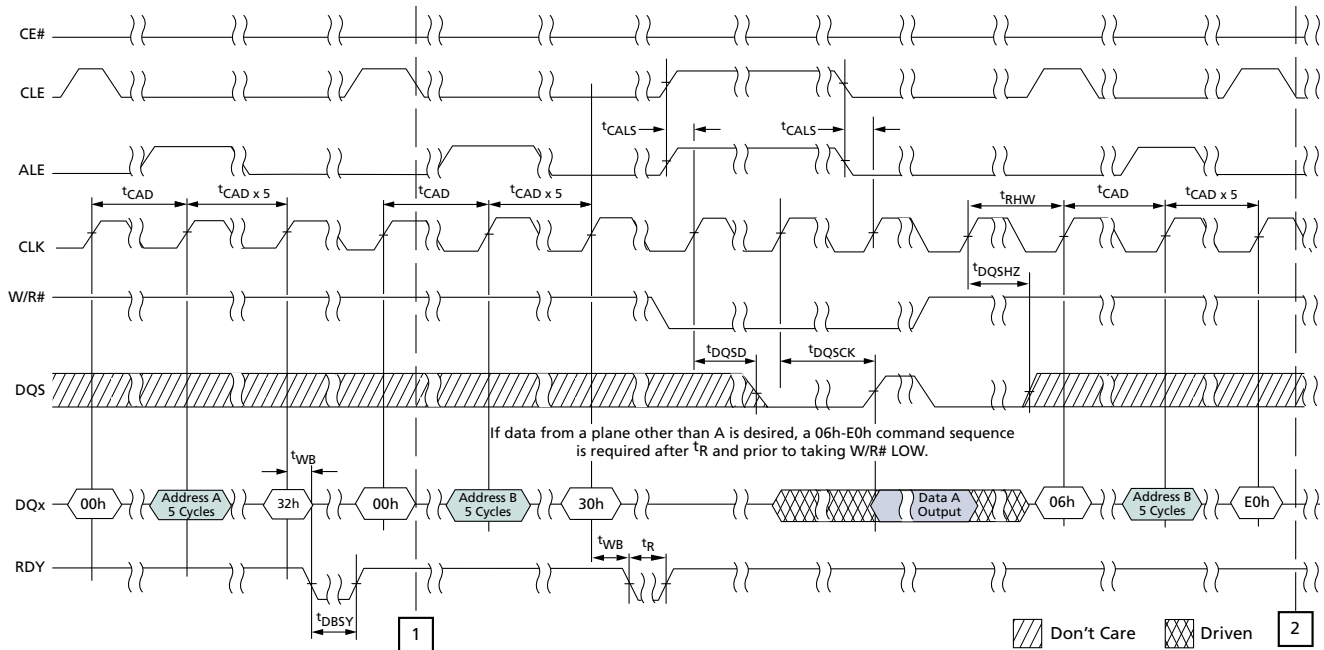 CE#
CLE
tCALS
tCALS
ALE
tCAD
tCAD x 5
tCAD
tCAD x 5
tRHW
tCAD
tCAD x 5
CLK
tDQSHZ
W/R#
tDQSD
tDQSCK
DQS
If data from a plane other than A is desired, a 06h-E0h command sequence
is required after tR and prior to taking W/R# LOW.
tWB
DQx
00h
Address A
5 Cycles
32h
00h
Address B
5 Cycles
30h
Data A
Output
06h
Address B
5 Cycles
E0h
tWB
tR
RDY
tDBSY
1
Don't Care
Driven
2